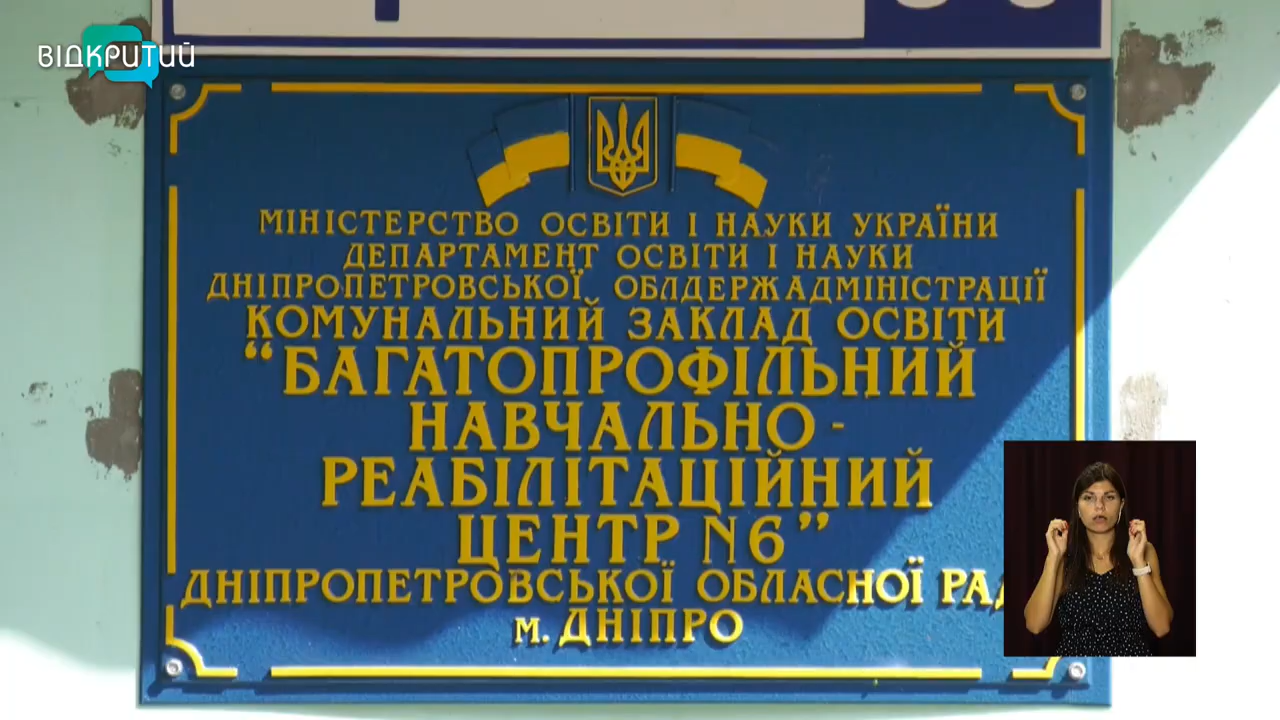 ВІДКРИТИЙ
МІНІСТЕРСТВО ОСВІТИ І НАУКИ УКРАЇНИ
ДЕПАРТАМЕНТ ОСВІТИ І НАУКИ
ДНІПРОПЕТРОВСЬКОЇ ОБЛДЕРЖАДМІНІСТРАЦІЇ
КОМУНАЛЬНИЙ ЗАКЛАД ОСВІТИ
“БАГАТОПРОФІЛЬНИЙ
НАВЧАЛЬНО-
РЕАБІЛІТАЦІЙНИЙ
ЦЕНТР N6”
ДНІПРОПЕТРОВСЬКОЇ ОБЛАСНОЇ
м. ДНІПРО